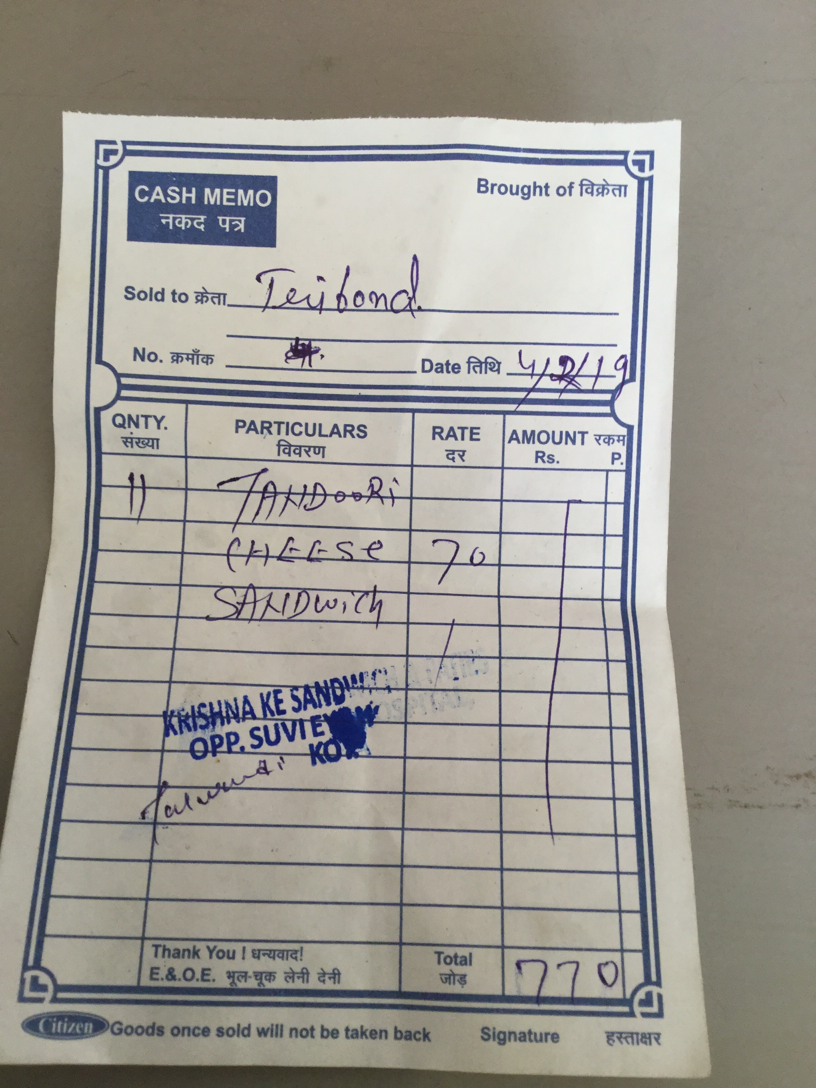 CASH MEMO
नकद पत्र
Brought of विक्रेता
Sold to क्रेता
No. क्रमाँक
Date तिथि 4/2/19
QNTY. PARTICULARS RATE AMOUNT रकम
संख्या विवरण दर Rs. P.
11 TANDOORI
CHEESE 70
SANDWICH
KRISHNA KE SANDWICH
OPP. SUVI
Talwandi
Thank You ! धन्यवाद! Total 770
E.&O.E. भूल-चूक लेनी देनी जोड़
Citizen Goods once sold will not be taken back Signature हस्ताक्षर